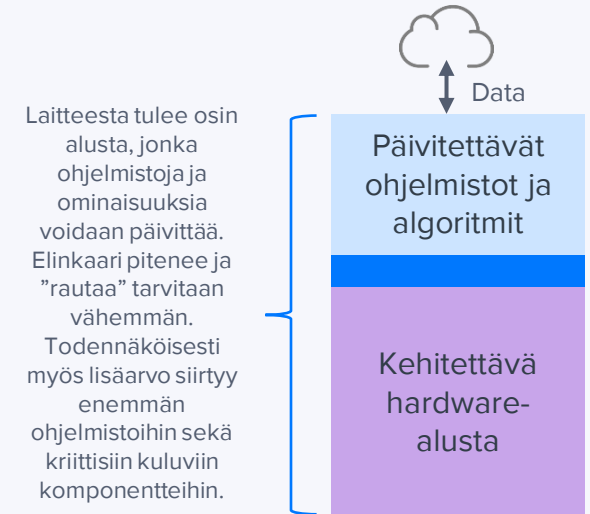 Data
Laitteesta tulee osin
alusta, jonka
ohjelmistoja ja
ominaisuuksia
voidaan päivittää.
Elinkaari pitenee ja
”rautaa” tarvitaan
vähemmän.
Todennäköisesti
myös lisäarvo siirtyy
enemmän
ohjelmistoihin sekä
kriittisiin kuluviin
komponentteihin.
Päivitettävät
ohjelmistot ja
algoritmit
Kehitettävä
hardware-
alusta